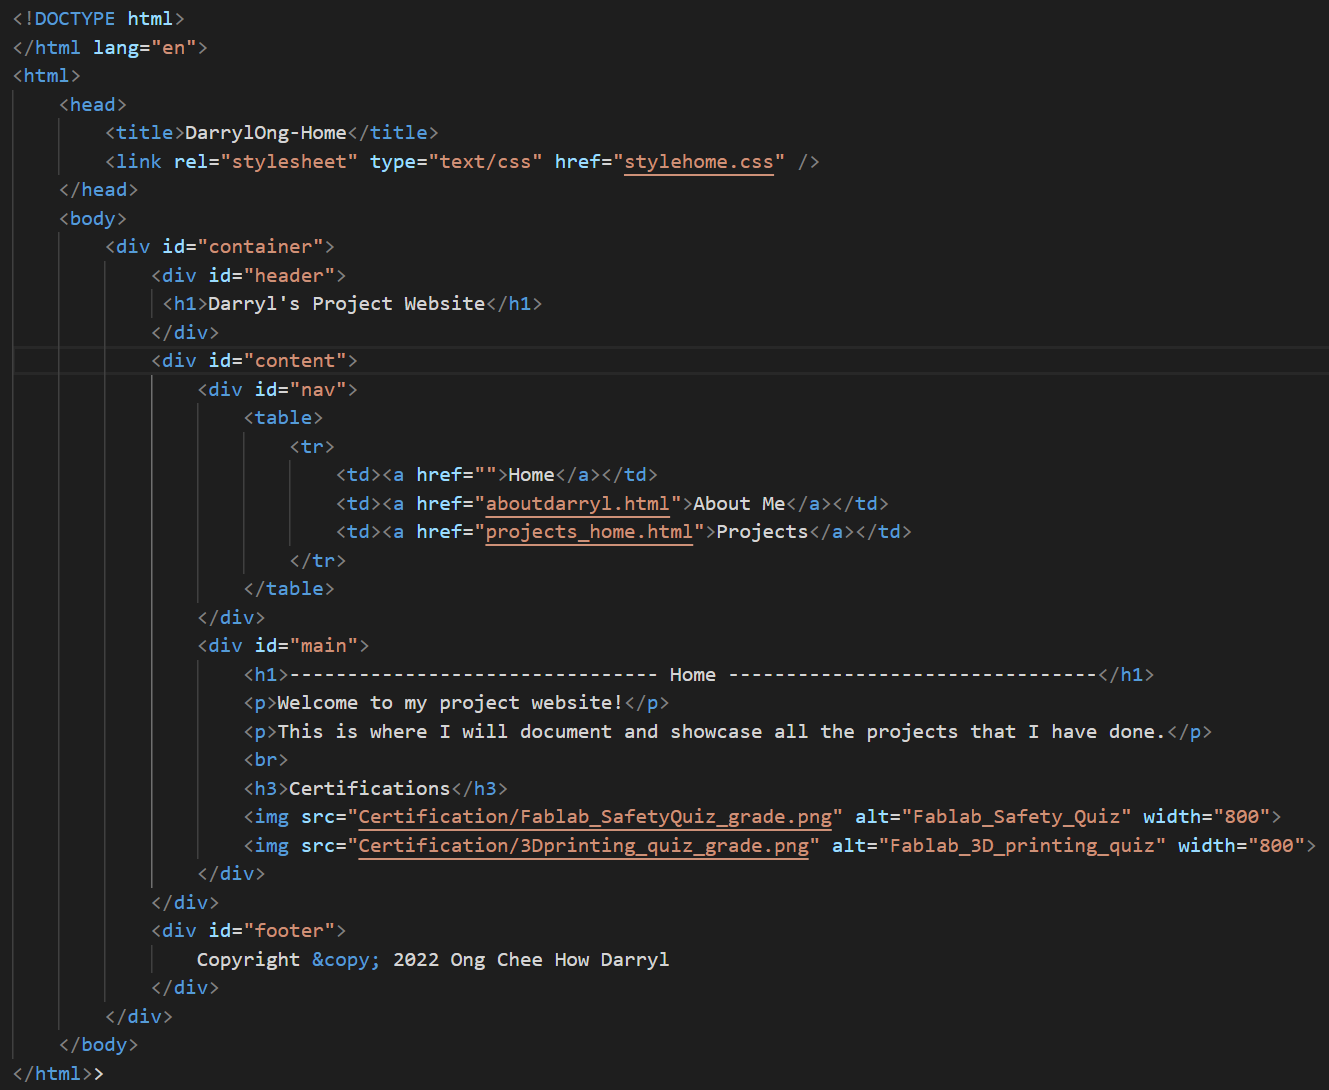 <!DOCTYPE html>
</html lang="en">
<html>
    <head>
        <title>DarrylOng-Home</title>
        <link rel="stylesheet" type="text/css" href="stylehome.css" />
    </head>
    <body>
        <div id="container">
            <div id="header">
             <h1>Darryl's Project Website</h1>
            </div>
            <div id="content">
                <div id="nav">
                    <table>
                        <tr>
                            <td><a href="">Home</a></td>
                            <td><a href="aboutdarryl.html">About Me</a></td>
                            <td><a href="projects_home.html">Projects</a></td>
                        </tr>
                    </table>
                </div>
                <div id="main">
                    <h1>-------------------------------- Home --------------------------------</h1>
                    <p>Welcome to my project website!</p>
                    <p>This is where I will document and showcase all the projects that I have done.</p>
                    <br>
                    <h3>Certifications</h3>
                    <img src="Certification/Fablab_SafetyQuiz_grade.png" alt="Fablab_Safety_Quiz" width="800">
                    <img src="Certification/3Dprinting_quiz_grade.png" alt="Fablab_3D_printing_quiz" width="800">
                </div>
            </div>
            <div id="footer">
                Copyright &copy; 2022 Ong Chee How Darryl
            </div>
        </div>
    </body>
</html>>